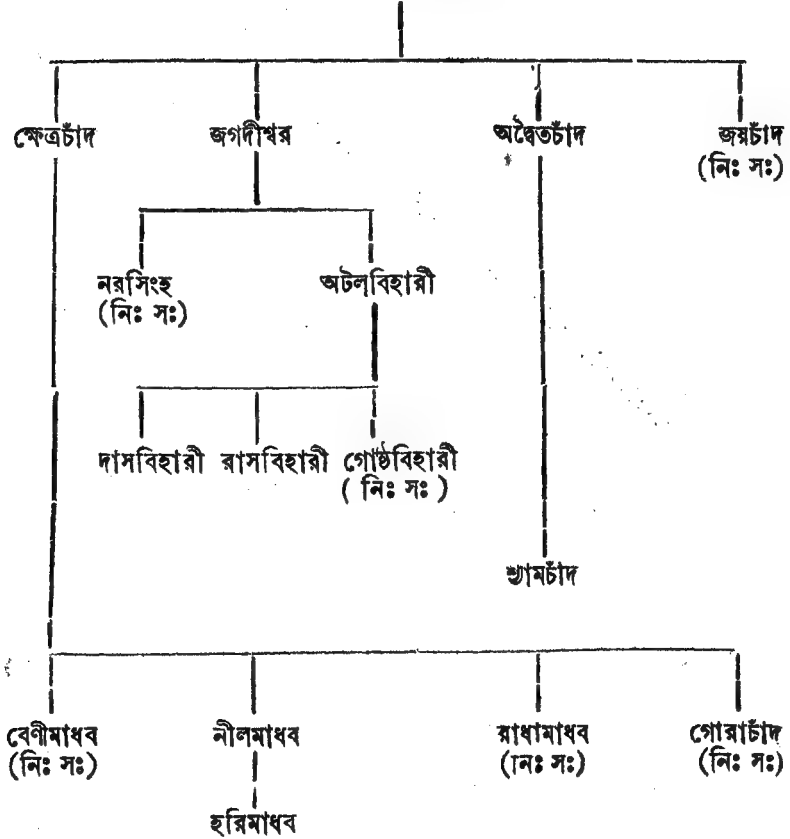 ক্ষেত্রচাঁদ জগদীশ্বর অদ্বৈতচাঁদ জয়চাঁদ
(নিঃ সঃ)
নরসিংহ অটলবিহারী
(নিঃ সঃ)
দাসবিহারী রাসবিহারী গোষ্ঠবিহারী
( নিঃ সঃ )
শ্যামচাঁদ
বেণীমাধব নীলমাধব রাধামাধব গোরাচাঁদ
(নিঃ সঃ) (নিঃ সঃ) (নিঃ সঃ)
হরিমাধব